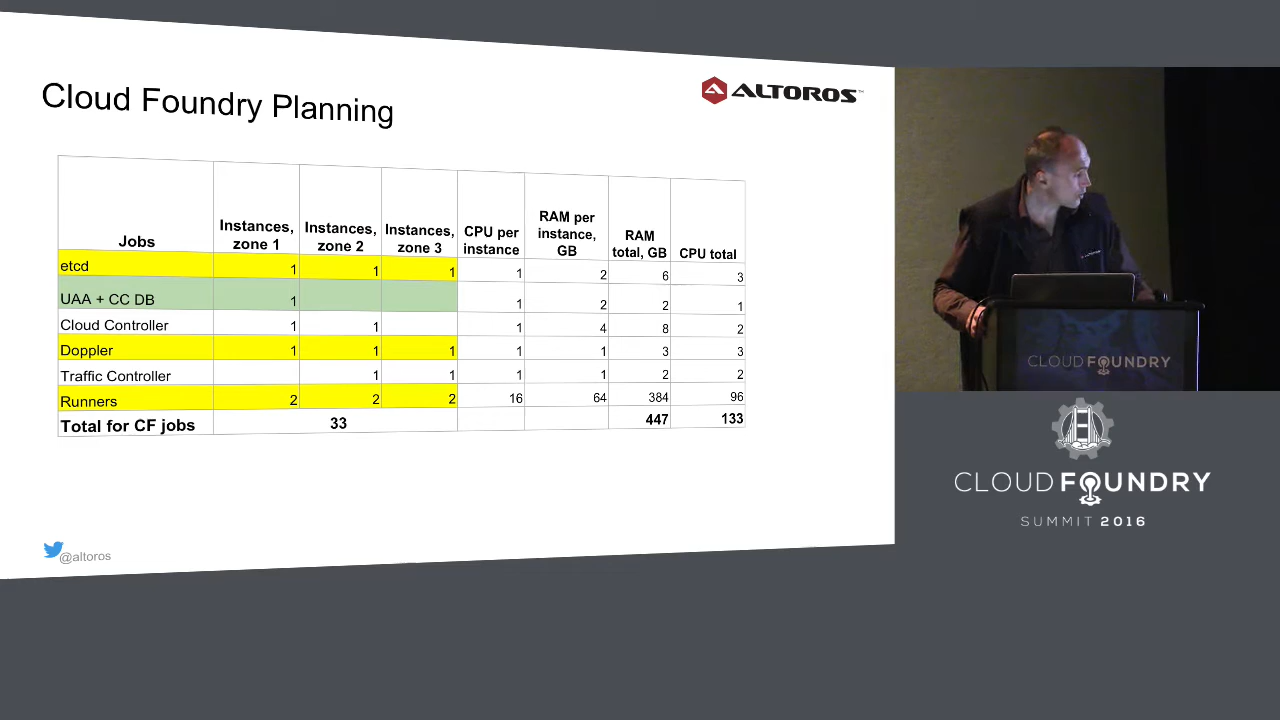 Cloud Foundry Planning
ALTOROS™
Jobs Instances, zone 1 Instances, zone 2 Instances, zone 3 CPU per instance RAM per instance, GB RAM total, GB CPU total
etcd 1 1 1 1 2 6 3
UAA + CC DB 1 1 2 2 1
Cloud Controller 1 1 1 4 8 2
Doppler 1 1 1 1 1 3 3
Traffic Controller 1 1 1 1 2 2
Runners 2 2 2 16 64 384 96
Total for CF jobs 33 447 133
@altoros
CLOUD FOUNDRY
CLOUD FOUNDRY
SUMMIT 2016